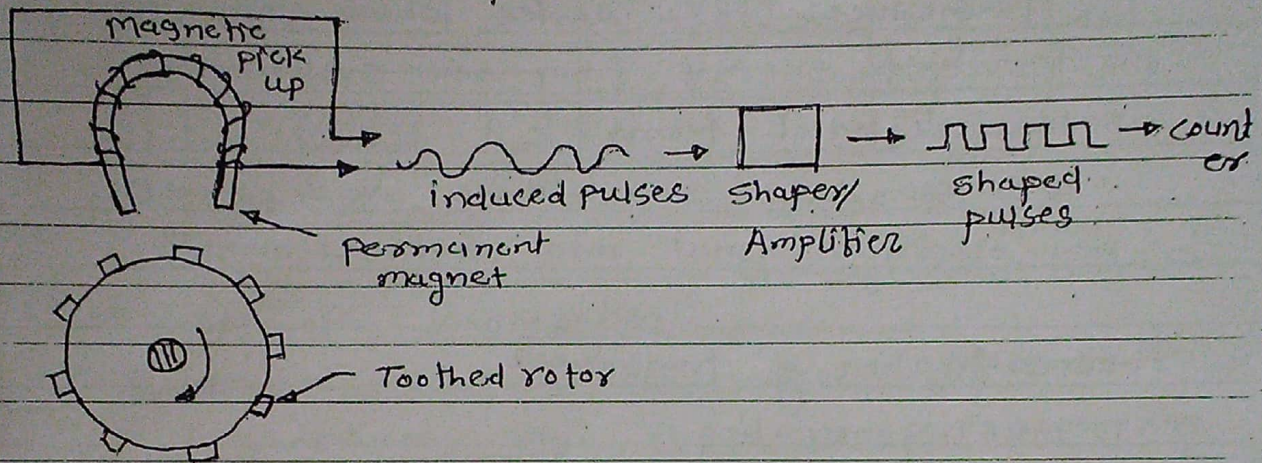 Magnetic
pick
up
induced pulses
shaper/
Amplifier
shaped
pulses
count
er
permanent
magnet
Toothed rotor